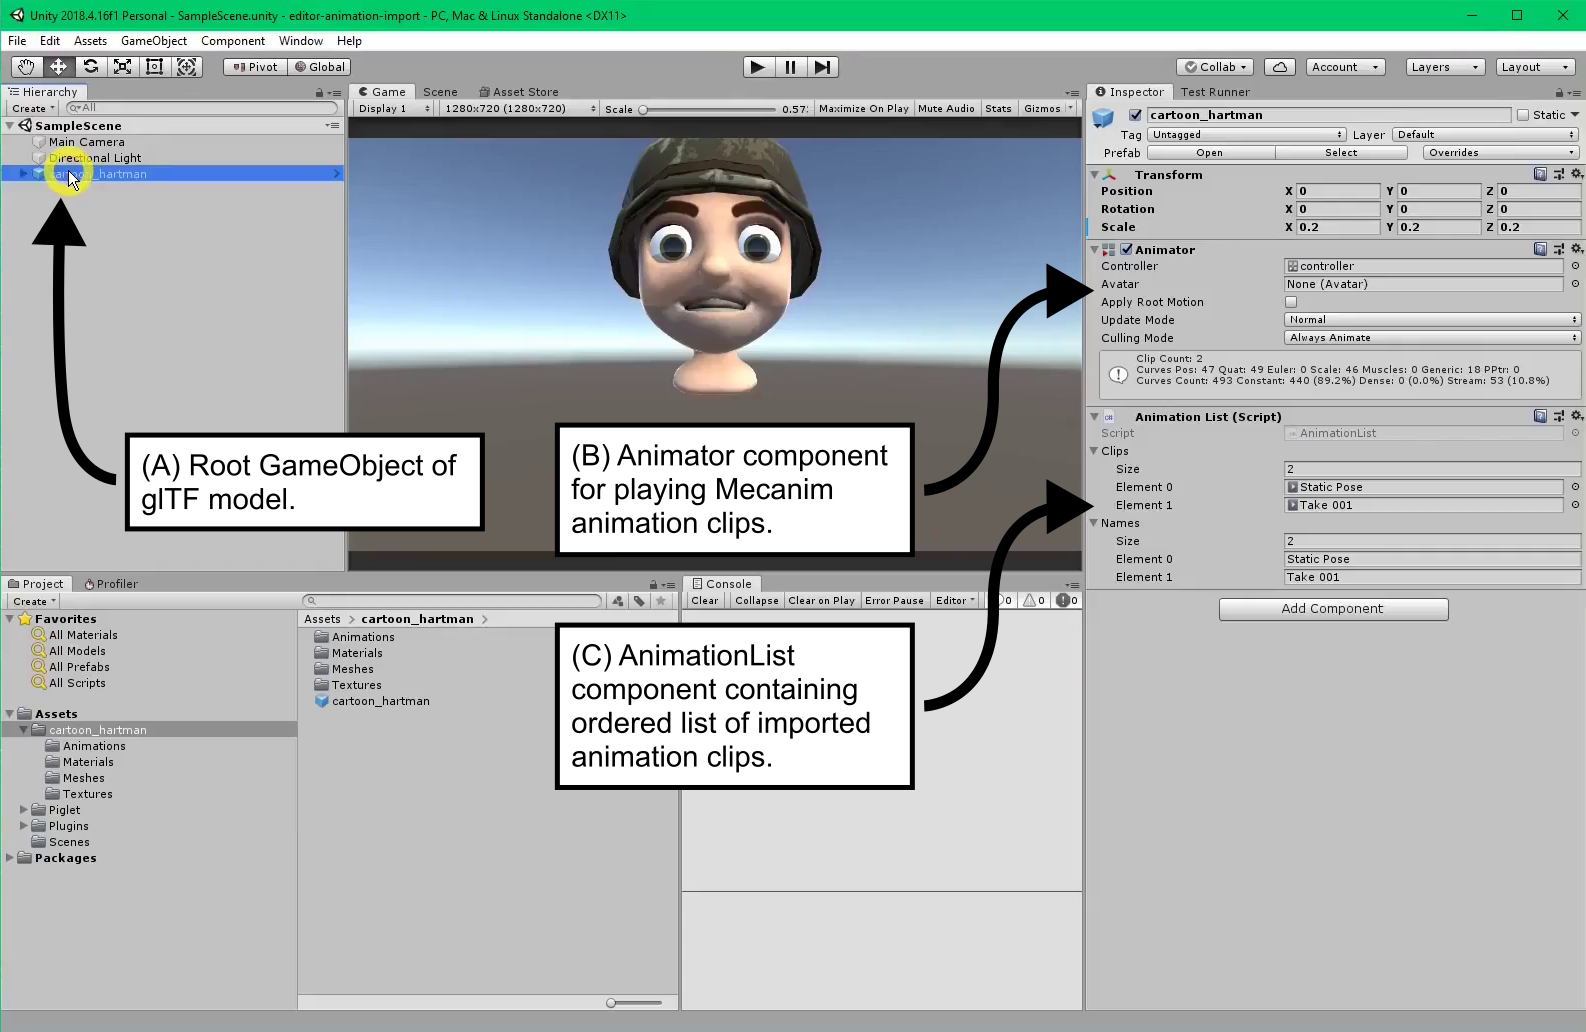 Unity 2018.4.16f1 Personal - SampleScene.unity - editor-animation-import - PC, Mac & Linux Standalone <DX11>
File Edit Assets GameObject Component Window Help
Pivot Global Collab Account Layers Layout
Hierarchy
Create All
SampleScene
Main Camera
Directional Light
cartoon_hartman
Game Scene Asset Store
Display 1 1280x720 (1280x720) Scale 0.57 Maximize On Play Mute Audio Stats Gizmos
(A) Root GameObject of
glTF model.
(B) Animator component
for playing Mecanim
animation clips.
(C) AnimationList
component containing
ordered list of imported
animation clips.
Inspector Test Runner
cartoon_hartman Static
Tag Untagged Layer Default
Prefab Open Select Overrides
Transform
Position X 0 Y 0 Z 0
Rotation X 0 Y 0 Z 0
Scale X 0.2 Y 0.2 Z 0.2
Animator
Controller controller
Avatar None (Avatar)
Apply Root Motion
Update Mode Normal
Culling Mode Always Animate
Clip Count: 2
Curves Pos: 47 Quat: 49 Euler: 0 Scale: 46 Muscles: 0 Generic: 18 PPtr: 0
Curves Count: 493 Constant: 440 (89.2%) Dense: 0 (0.0%) Stream: 53 (10.8%)
Animation List (Script)
Script AnimationList
Clips
Size 2
Element 0 Static Pose
Element 1 Take 001
Names
Size 2
Element 0 Static Pose
Element 1 Take 001
Add Component
Project Profiler
Create
Favorites
All Materials
All Models
All Prefabs
All Scripts
Assets
cartoon_hartman
Animations
Materials
Meshes
Textures
Piglet
Plugins
Scenes
Packages
Assets > cartoon_hartman >
Animations
Materials
Meshes
Textures
cartoon_hartman
Console
Clear Collapse Clear on Play Error Pause Editor 0 0 0